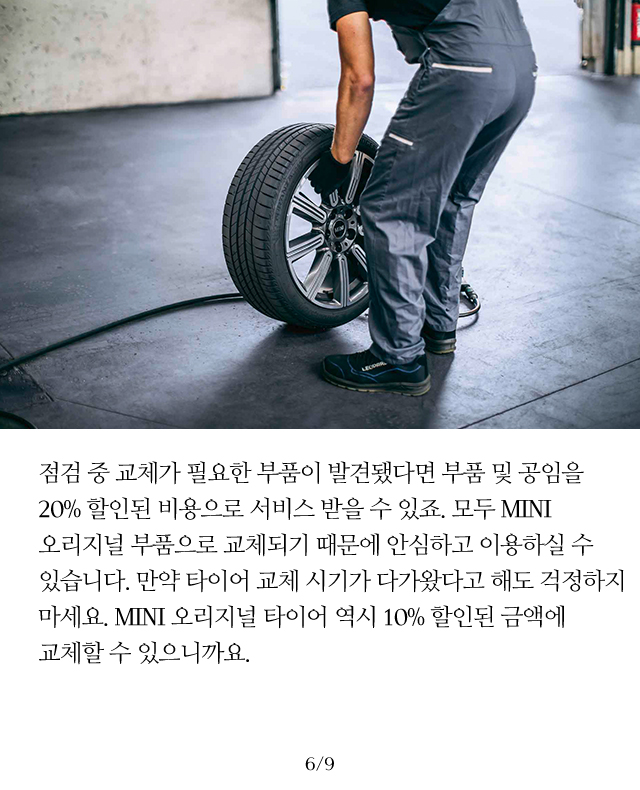 점검 중 교체가 필요한 부품이 발견됐다면 부품 및 공임을
20% 할인된 비용으로 서비스 받을 수 있죠. 모두 MINI
오리지널 부품으로 교체되기 때문에 안심하고 이용하실 수
있습니다. 만약 타이어 교체 시기가 다가왔다고 해도 걱정하지
마세요. MINI 오리지널 타이어 역시 10% 할인된 금액에
교체할 수 있으니까요.
6/9